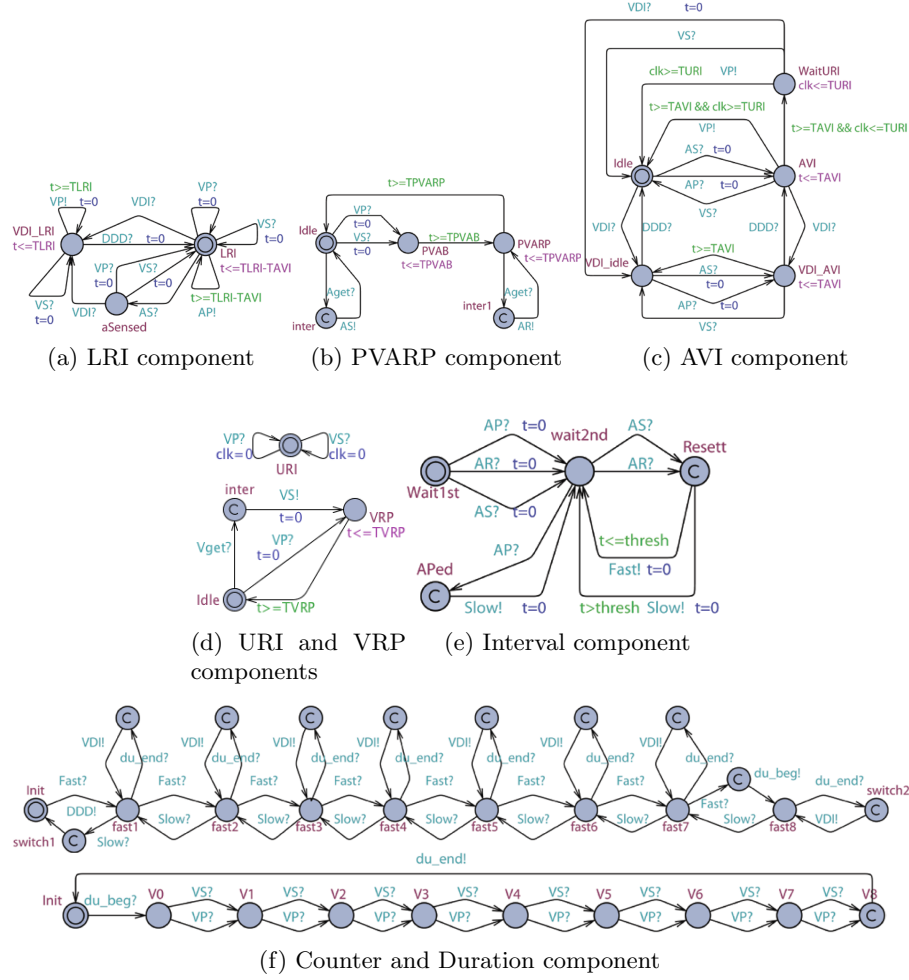 VDI? t=0
VS?
clk>=TURI VP!
WaitURI
clk<=TURI
t>=TAVI && clk>=TURI
VP!
t>=TAVI && clk<=TURI
Idle
AS? t=0
AP? t=0
VS?
AVI
t<=TAVI
VDI?
DDD?
DDD?
VDI?
VDI_idle
t>=TAVI
AS?
t=0
AP? t=0
VS?
VDI_AVI
t<=TAVI
t>=TLRI
VP! t=0
VDI?
VP?
t=0
VS?
t=0
VDI_LRI
t<=TLRI
DDD? t=0
LRI
t<=TLRI-TAVI
VP?
t=0
VS?
t=0
t>=TLRI-TAVI
AP!
VS?
t=0
VDI?
AS?
aSensed
t>=TPVARP
Idle
VP?
t=0
VS?
t=0
t>=TPVAB
PVAB
t<=TPVAB
PVARP
t<=TPVARP
Aget?
inter
AS!
inter1
Aget?
AR!
(a) LRI component
(b) PVARP component
(c) AVI component
VP?
clk=0
VS?
clk=0
URI
inter
VS!
t=0
VRP
t<=TVRP
Vget?
VP?
t=0
Idle
t>=TVRP
AP? t=0
AR? t=0
AS? t=0
Wait1st
wait2nd
AS?
AR?
Resett
t<=thresh
Fast! t=0
t>thresh Slow! t=0
AP?
APed
Slow! t=0
(d) URI and VRP
components
(e) Interval component
VDI! du_end? VDI! du_end? VDI! du_end? VDI! du_end? VDI! du_end? VDI! du_end? VDI! du_end?
Init Fast? Fast? Fast? Fast? Fast? Fast? Fast? Fast? du_beg! du_end? switch2
DDD! fast1 Slow? fast2 Slow? fast3 Slow? fast4 Slow? fast5 Slow? fast6 Slow? fast7 Slow? fast8 VDI!
switch1 Slow?
du_end!
Init du_beg? V0 VS? V1 VS? V2 VS? V3 VS? V4 VS? V5 VS? V6 VS? V7 VS? V8
VP? VP? VP? VP? VP? VP? VP? VP?
(f) Counter and Duration component